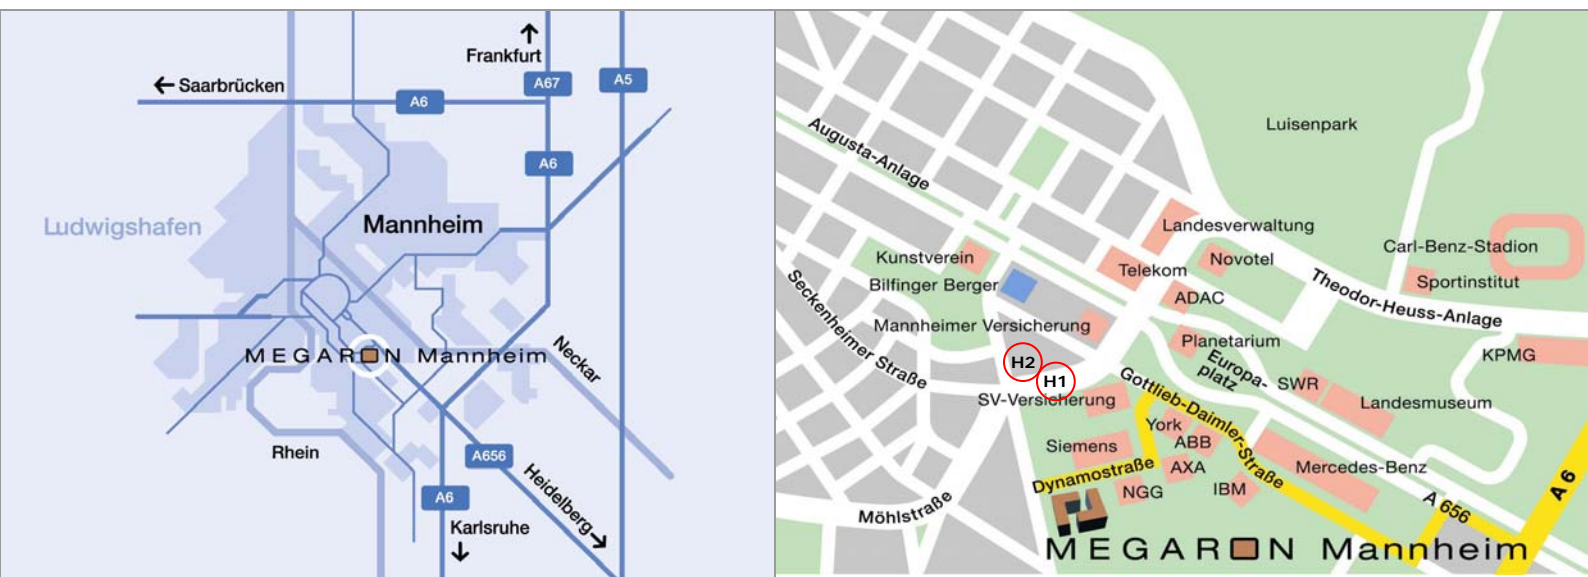 Frankfurt
Saarbrücken
A67
A5
A6
A6
Ludwigshafen
Mannheim
MEGARON Mannheim
Neckar
Rhein
A656
A6
Heidelberg
Karlsruhe
Luisenpark
Augusta-Anlage
Landesverwaltung
Carl-Benz-Stadion
Kunstverein
Novotel
Telekom
Bilfinger Berger
Sportinstitut
ADAC
Theodor-Heuss-Anlage
Seckenheimer Straße
Mannheimer Versicherung
Planetarium
KPMG
Europa-
platz
H2
H1
SV-Versicherung
Gottlieb-Daimler-Straße
SWR
Landesmuseum
York
ABB
Siemens
AXA
Mercedes-Benz
Dynamostraße
NGG
IBM
A 656
A 6
Möhlstraße
MEGARON Mannheim